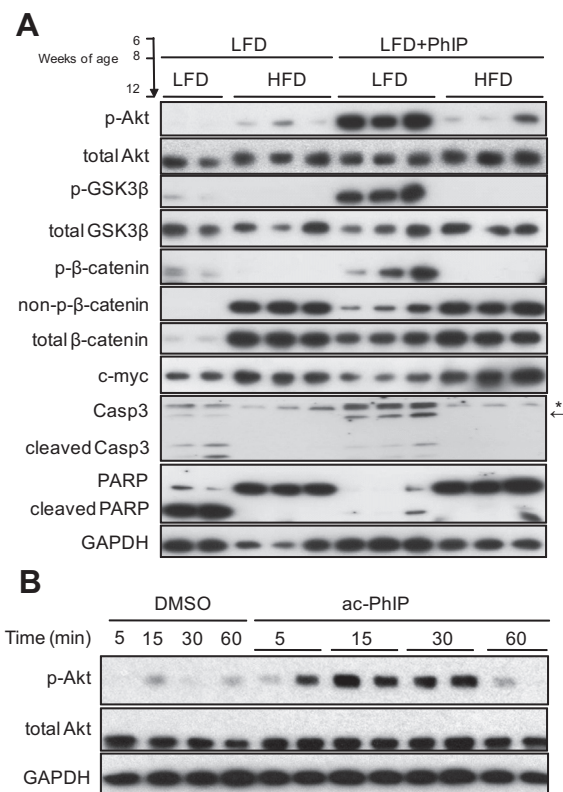 A
Weeks of age
6
8
12
LFD LFD+PhIP
LFD HFD LFD HFD
p-Akt
total Akt
p-GSK3β
total GSK3β
p-β-catenin
non-p-β-catenin
total β-catenin
c-myc
Casp3
*
←
cleaved Casp3
PARP
cleaved PARP
GAPDH
B
DMSO ac-PhIP
Time (min) 5 15 30 60 5 15 30 60
p-Akt
total Akt
GAPDH